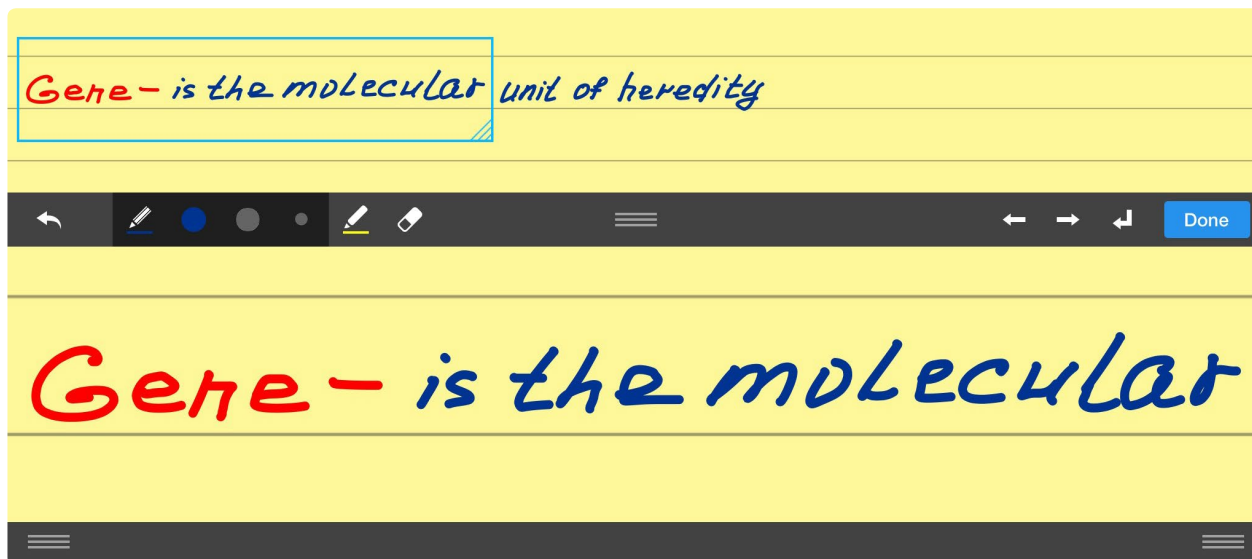 Gene - is the molecular unit of heredity
Done
Gene - is the molecular